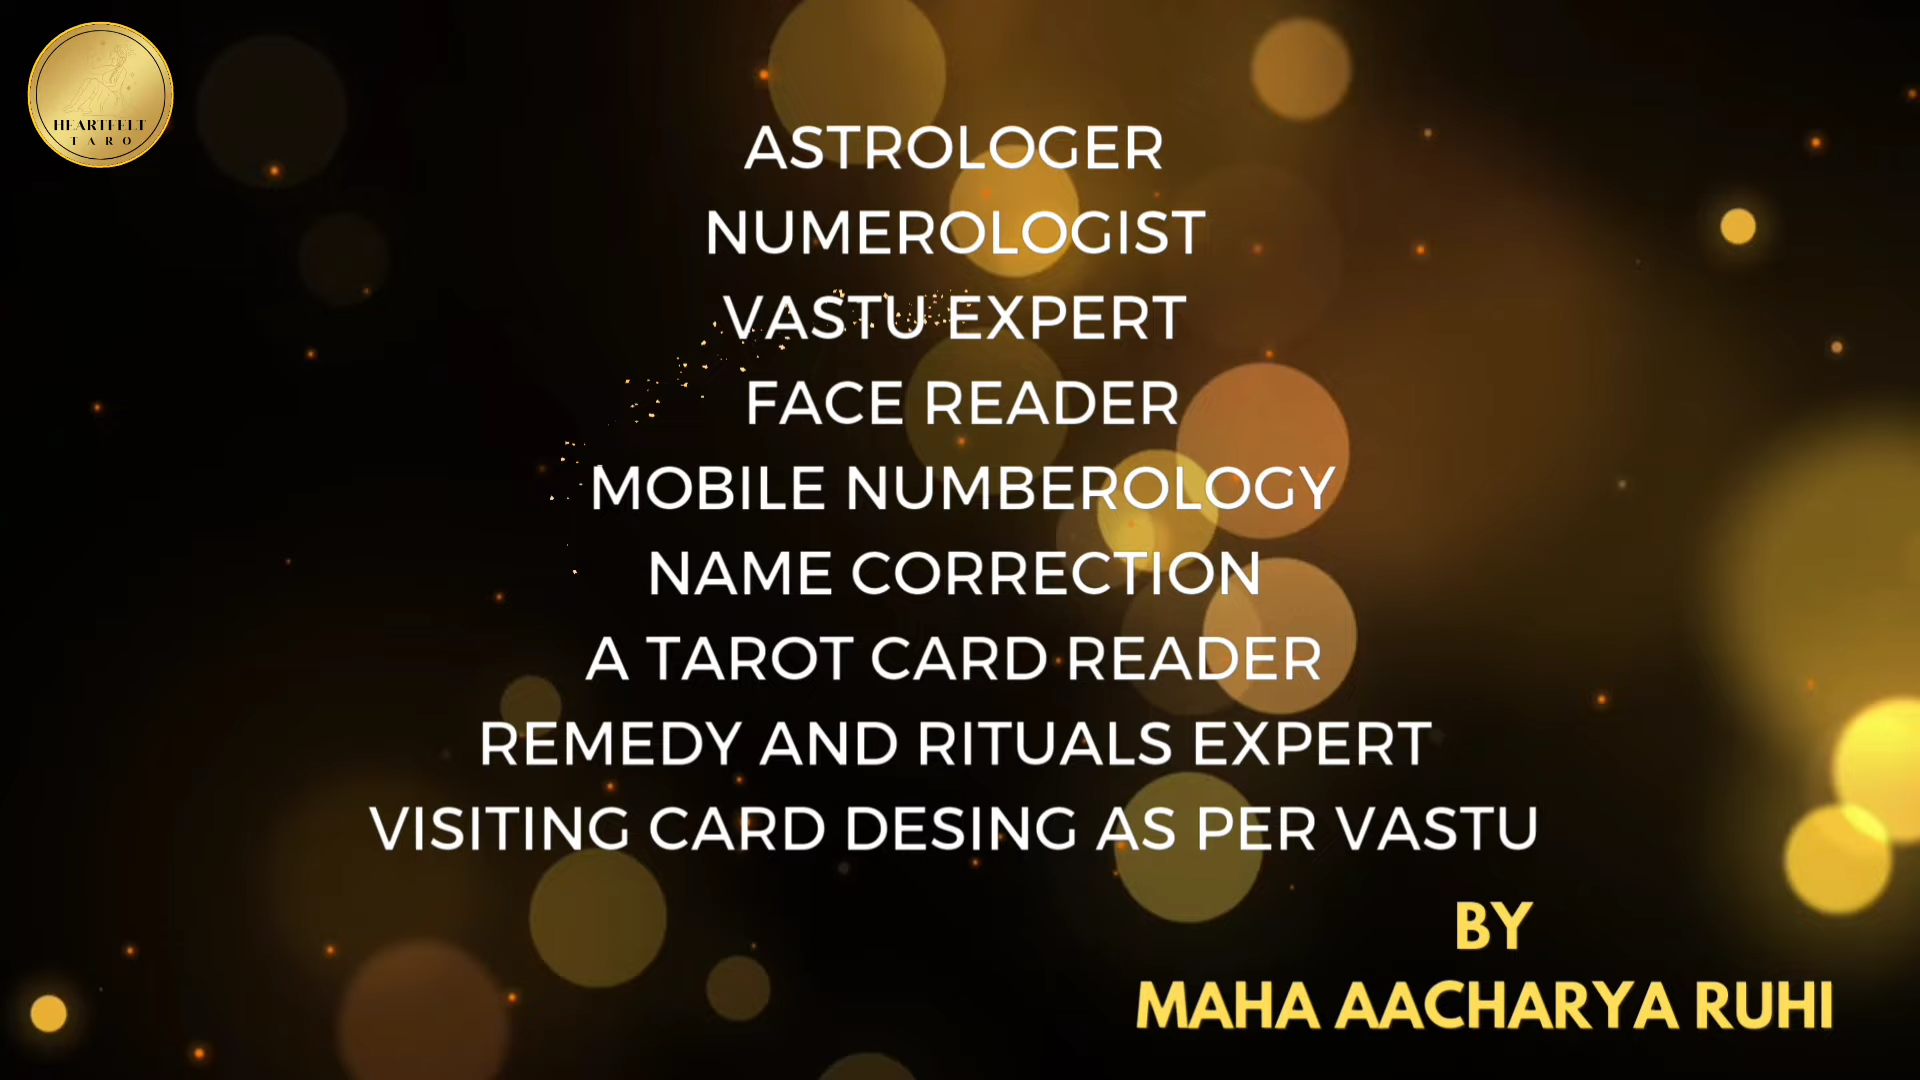 HEARTFELT
TARO
ASTROLOGER
NUMEROLOGIST
VASTU EXPERT
FACE READER
MOBILE NUMBEROLOGY
NAME CORRECTION
A TAROT CARD READER
REMEDY AND RITUALS EXPERT
VISITING CARD DESING AS PER VASTU
BY
MAHA AACHARYA RUHI